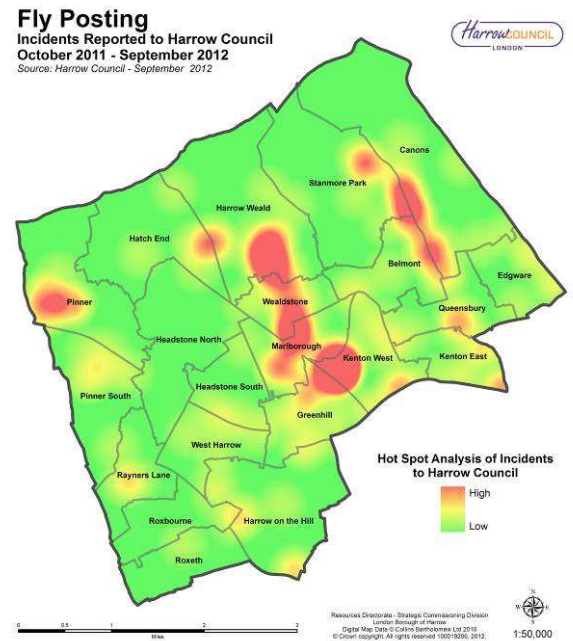 Fly Posting
Incidents Reported to Harrow Council
October 2011 - September 2012
Source: Harrow Council - September 2012
HarrowCOUNCIL
LONDON
Canons
Stanmore Park
Harrow Weald
Hatch End
Belmont
Edgware
Pinner
Wealdstone
Queensbury
Headstone North
Marlborough
Kenton West
Kenton East
Headstone South
Pinner South
Greenhill
West Harrow
Rayners Lane
Roxbourne
Harrow on the Hill
Roxeth
Hot Spot Analysis of Incidents
to Harrow Council
High
Low
0 0.5 1 2 3
Miles
Resources Directorate - Strategic Commissioning Division
London Borough of Harrow
Digital Map Data © Collins Bartholomew Ltd 2010
© Crown copyright. All rights reserved 100019206, 2012.
N
W E
S
1:50,000